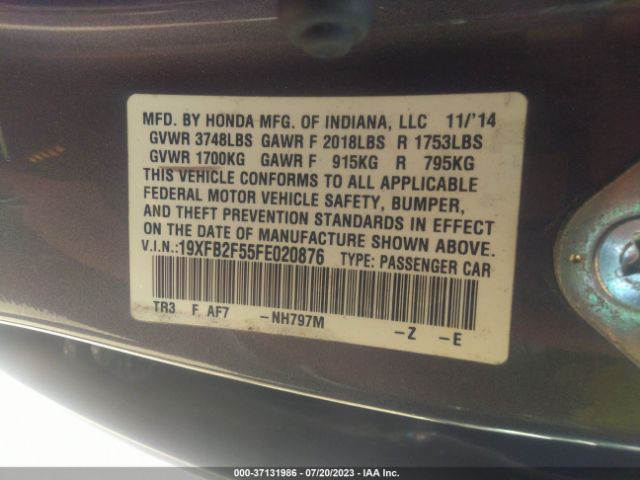 MFD. BY HONDA MFG. OF INDIANA, LLC 11/'14
GVWR 3748LBS GAWR F 2018LBS R 1753LBS
GVWR 1700KG GAWR F 915KG R 795KG
THIS VEHICLE CONFORMS TO ALL APPLICABLE
FEDERAL MOTOR VEHICLE SAFETY, BUMPER,
AND THEFT PREVENTION STANDARDS IN EFFECT
ON THE DATE OF MANUFACTURE SHOWN ABOVE.
V.I.N.:19XFB2F55FE020876 TYPE: PASSENGER CAR
TR3 F AF7 -NH797M -Z -E
000-37131986 / 07/20/2023 / IAAI.COM